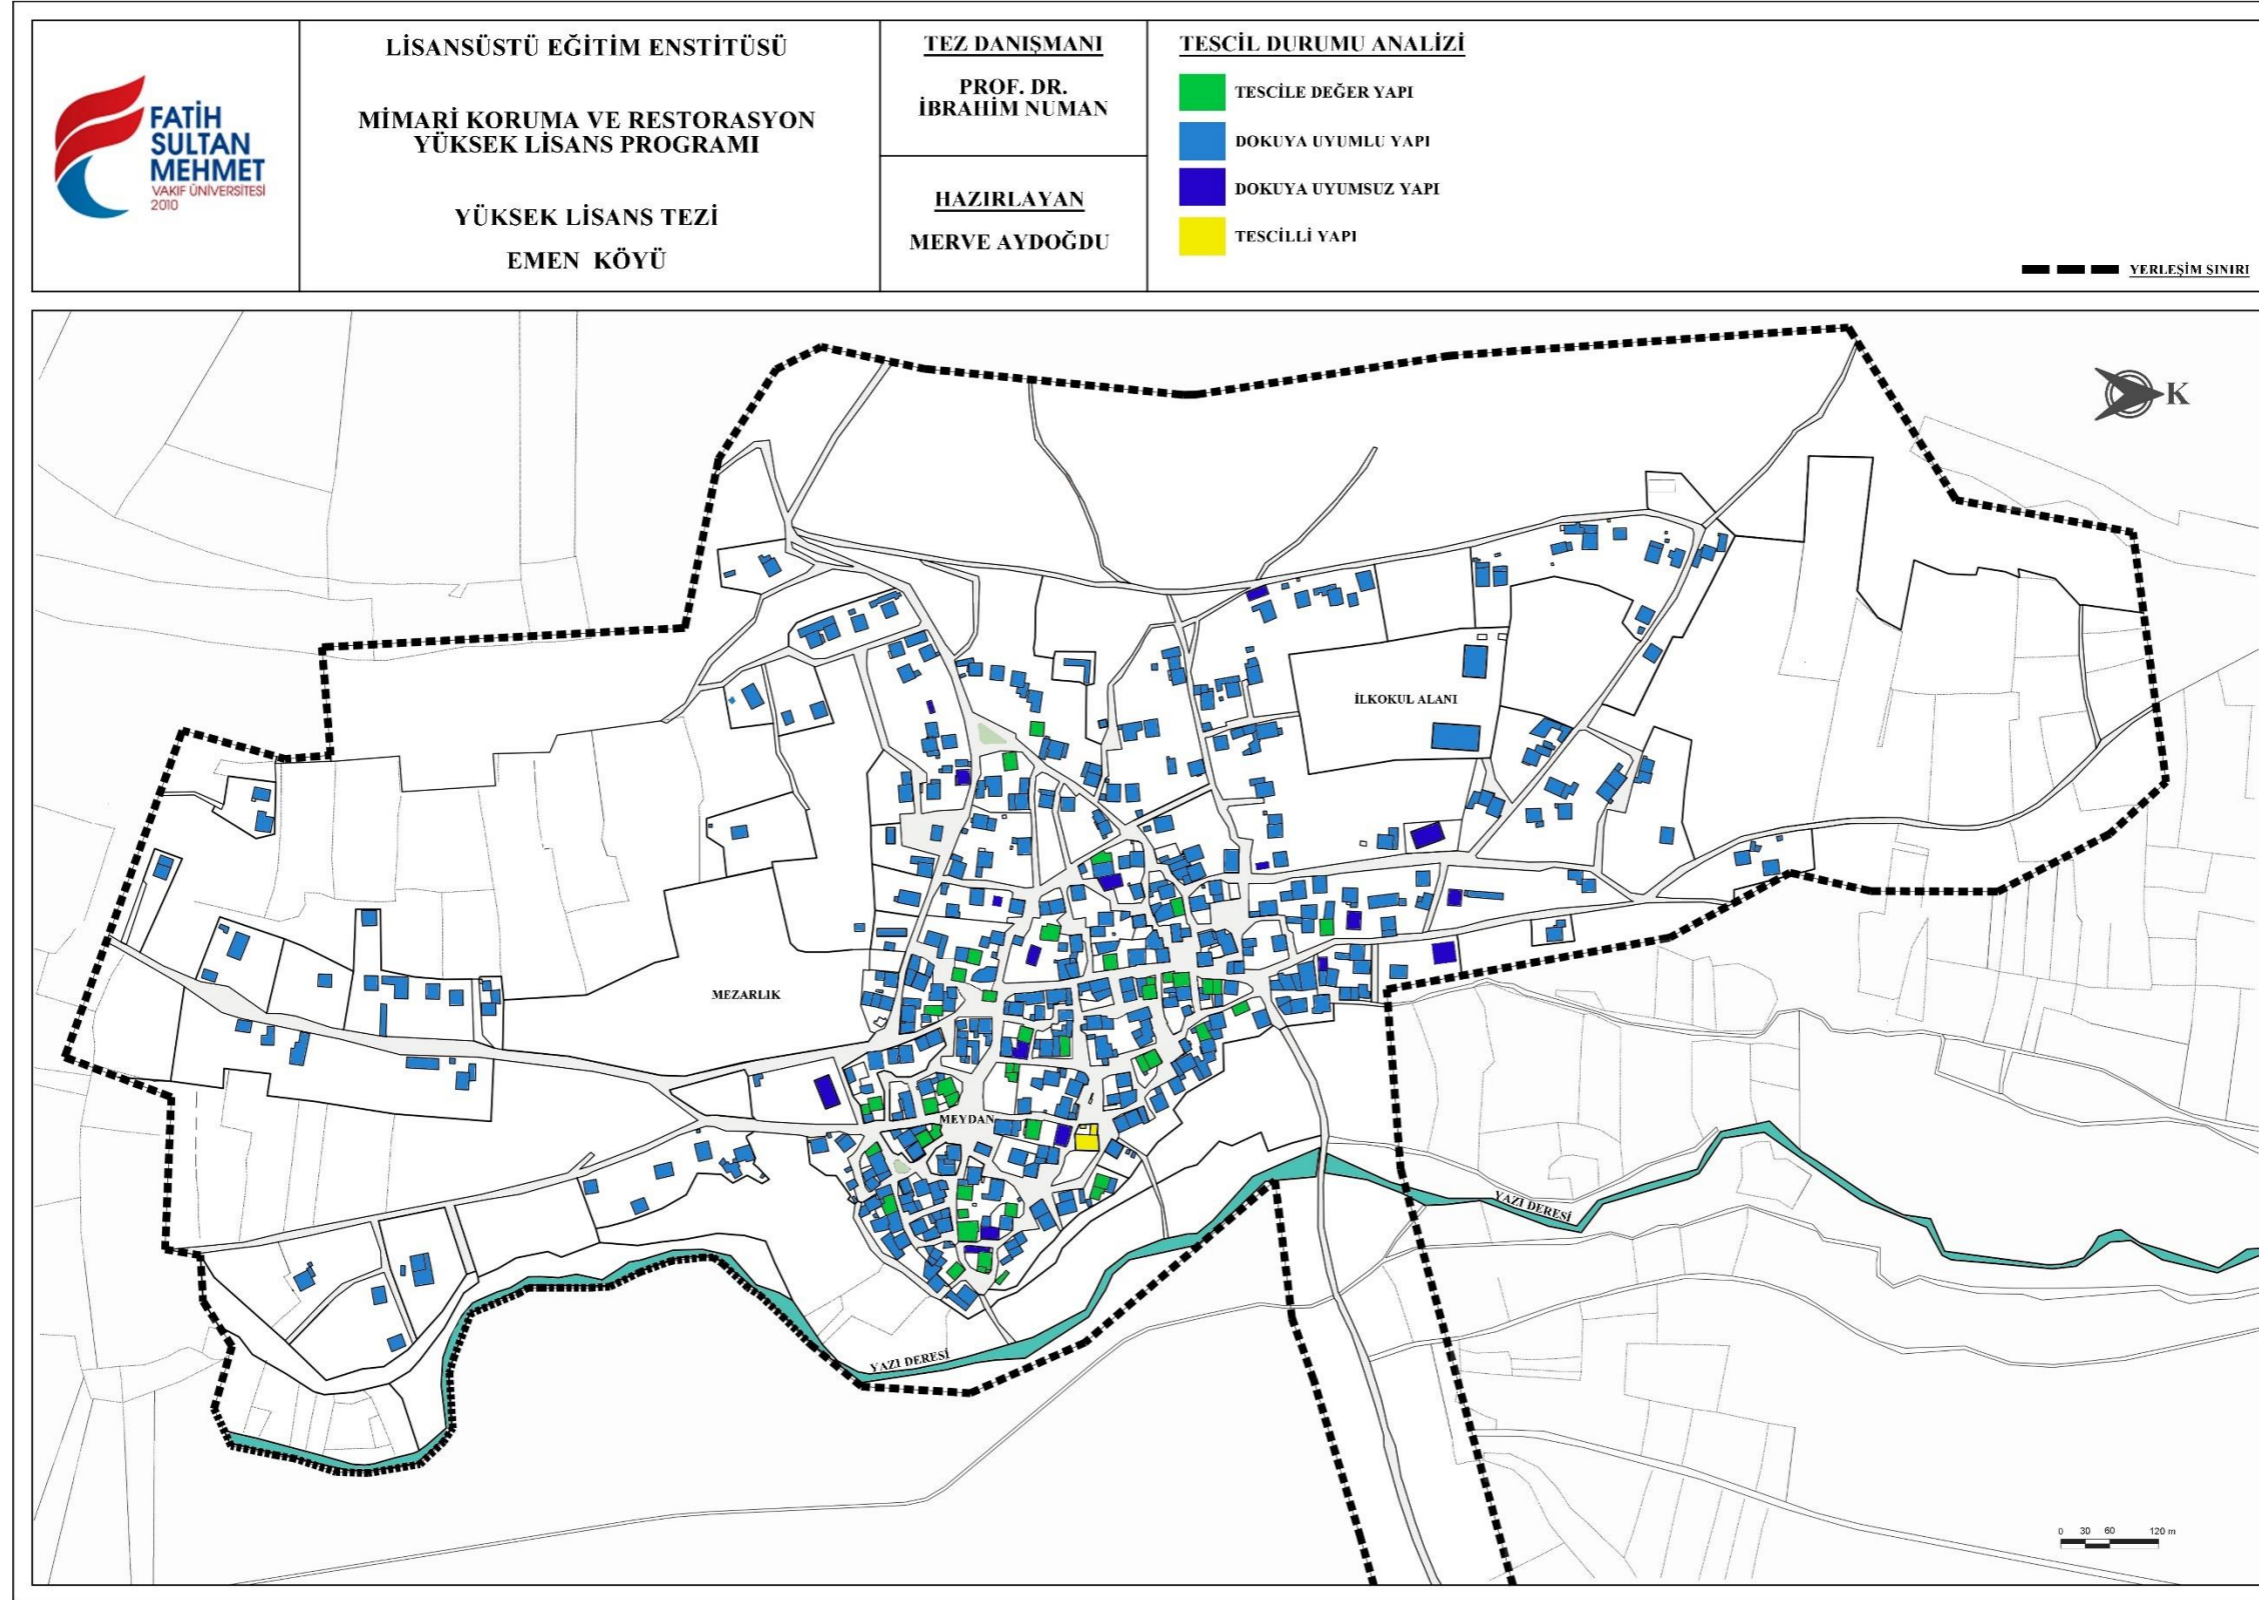 FATİH
SULTAN
MEHMET
VAKIF ÜNİVERSİTESİ
2010
LİSANSÜSTÜ EĞİTİM ENSTİTÜSÜ
MİMARİ KORUMA VE RESTORASYON
YÜKSEK LİSANS PROGRAMI
YÜKSEK LİSANS TEZİ
EMEN KÖYÜ
TEZ DANIŞMANI
PROF. DR.
İBRAHİM NUMAN
HAZIRLAYAN
MERVE AYDOĞDU
TESCİL DURUMU ANALİZİ
TESCİLE DEĞER YAPI
DOKUYA UYUMLU YAPI
DOKUYA UYUMSUZ YAPI
TESCİLLİ YAPI
YERLEŞİM SINIRI
K
İLKOKUL ALANI
MEZARLIK
MEYDAN
YAZI DERESİ
YAZI DERESİ
0 30 60 120 m